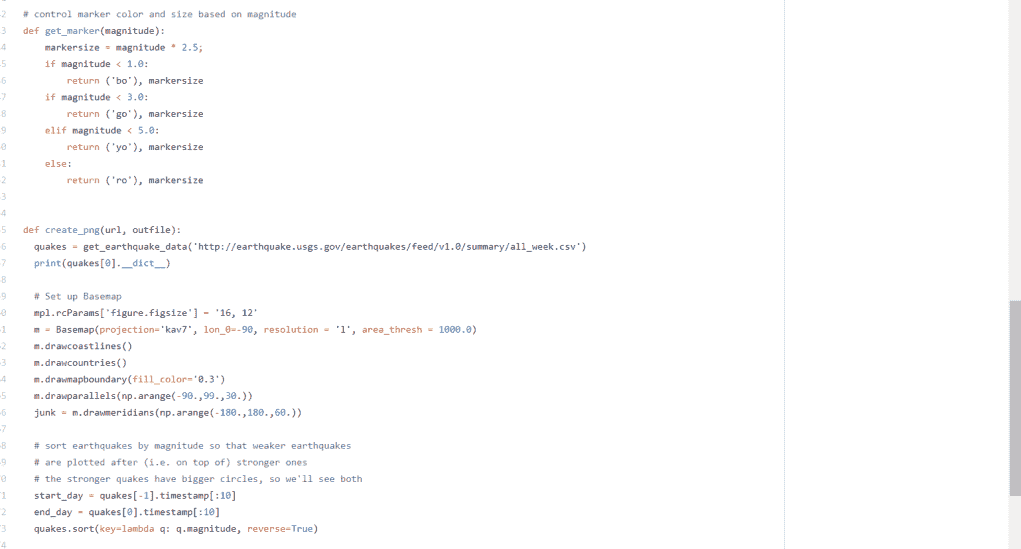 2 # control marker color and size based on magnitude
3 def get_marker(magnitude):
4     markersize = magnitude * 2.5;
5     if magnitude < 1.0:
6         return ('bo'), markersize
7     if magnitude < 3.0:
8         return ('go'), markersize
9     elif magnitude < 5.0:
0         return ('yo'), markersize
1     else:
2         return ('ro'), markersize
3
4
5 def create_png(url, outfile):
6   quakes = get_earthquake_data('http://earthquake.usgs.gov/earthquakes/feed/v1.0/summary/all_week.csv')
7   print(quakes[0].__dict__)
8
9   # Set up Basemap
0   mpl.rcParams['figure.figsize'] = '16, 12'
1   m = Basemap(projection='kav7', lon_0=-90, resolution = 'l', area_thresh = 1000.0)
2   m.drawcoastlines()
3   m.drawcountries()
4   m.drawmapboundary(fill_color='0.3')
5   m.drawparallels(np.arange(-90.,99.,30.))
6   junk = m.drawmeridians(np.arange(-180.,180.,60.))
7
8   # sort earthquakes by magnitude so that weaker earthquakes
9   # are plotted after (i.e. on top of) stronger ones
0   # the stronger quakes have bigger circles, so we'll see both
1   start_day = quakes[-1].timestamp[:10]
2   end_day = quakes[0].timestamp[:10]
3   quakes.sort(key=lambda q: q.magnitude, reverse=True)
4